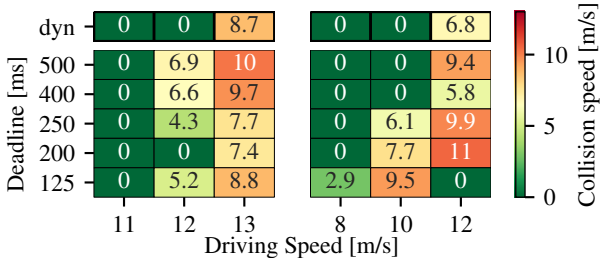 dyn 0 0 8.7 0 0 6.8
500 0 6.9 10 0 0 9.4
400 0 6.6 9.7 0 0 5.8
250 0 4.3 7.7 0 6.1 9.9
200 0 0 7.4 0 7.7 11
125 0 5.2 8.8 2.9 9.5 0
11 12 13 8 10 12
Driving Speed [m/s]
Deadline [ms]
10
5
0
Collision speed [m/s]